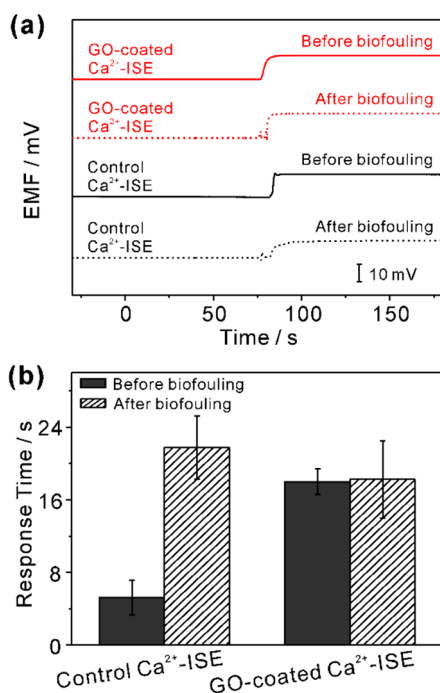 (a)
GO-coated
Ca²⁺-ISE
Before biofouling
GO-coated
Ca²⁺-ISE
After biofouling
Control
Ca²⁺-ISE
Before biofouling
Control
Ca²⁺-ISE
After biofouling
10 mV
EMF / mV
0 50 100 150
Time / s
(b)
Before biofouling
After biofouling
24
16
8
0
Response Time / s
Control Ca²⁺-ISE
GO-coated Ca²⁺-ISE